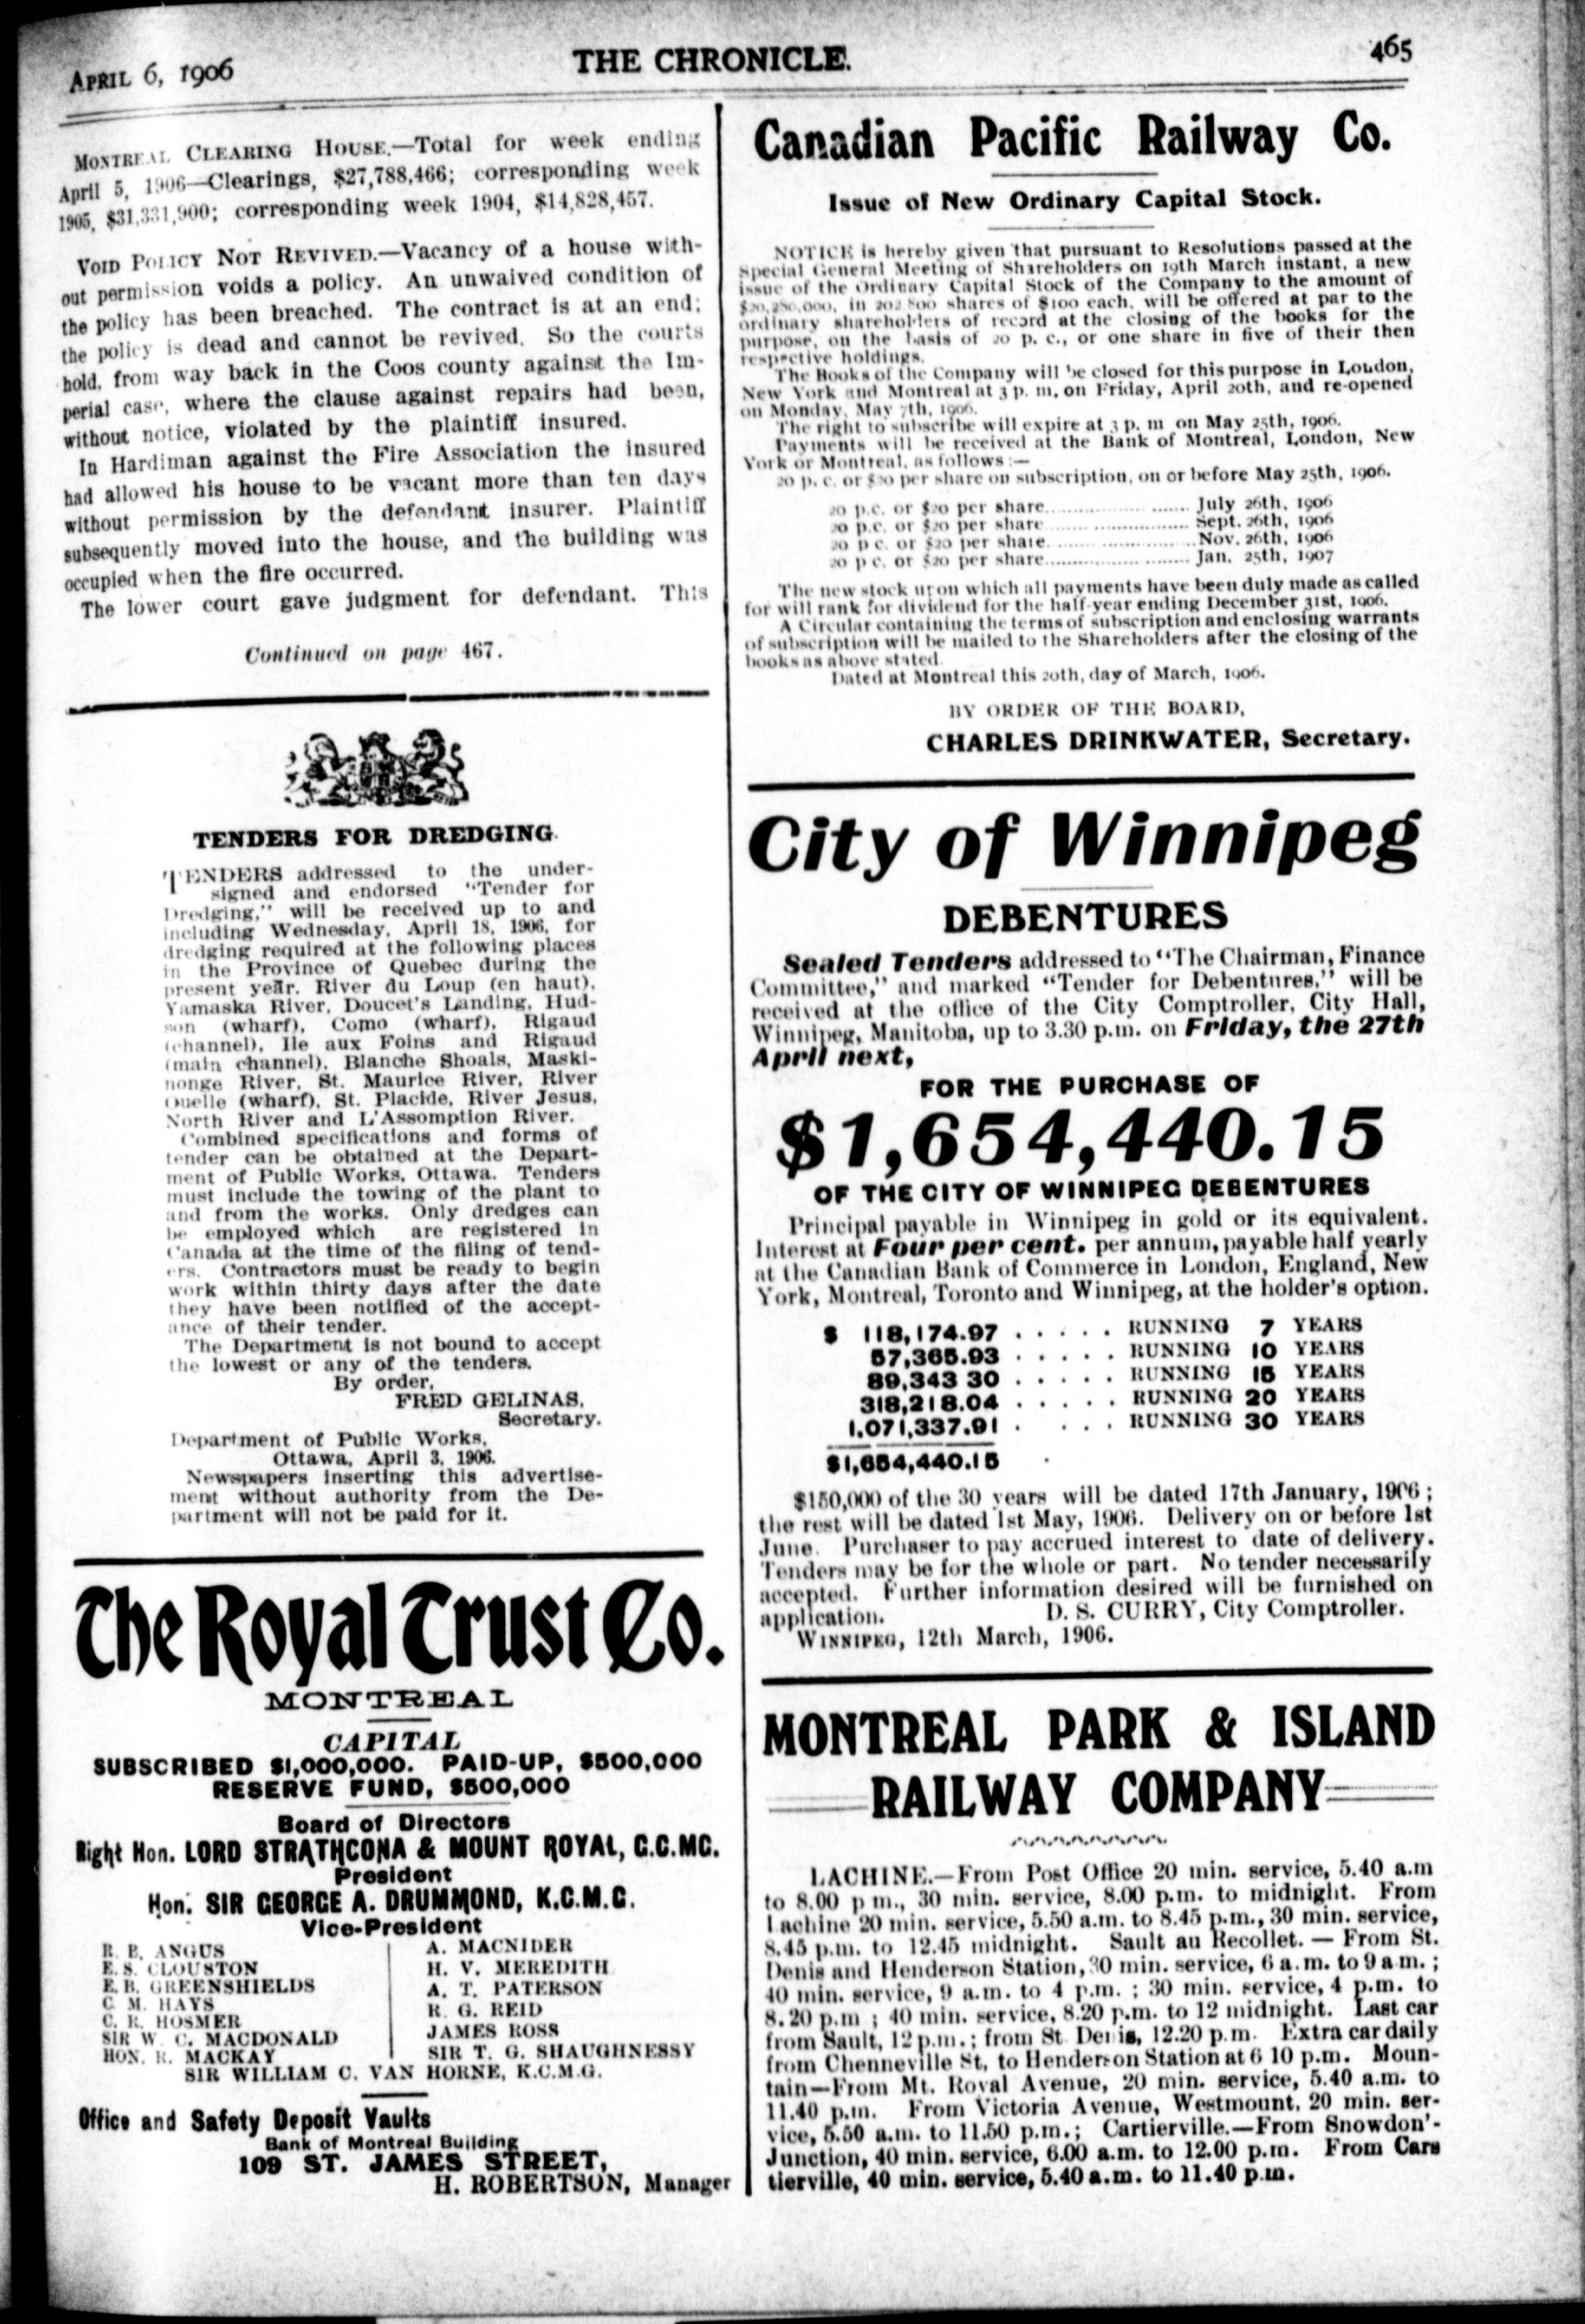 APRIL 6, 1906
THE CHRONICLE.
465
MONTREAL CLEARING HOUSE.—Total for week ending
April 5, 1906—Clearings, $27,788,466; corresponding week
1905, $31,331,900; corresponding week 1904, $14,828,457.
VOID POLICY NOT REVIVED.—Vacancy of a house with-
out permission voids a policy. An unwaived condition of
the policy has been breached. The contract is at an end;
the policy is dead and cannot be revived. So the courts
hold, from way back in the Coos county against the Im-
perial case, where the clause against repairs had been,
without notice, violated by the plaintiff insured.
In Hardiman against the Fire Association the insured
had allowed his house to be vacant more than ten days
without permission by the defendant insurer. Plaintiff
subsequently moved into the house, and the building was
occupied when the fire occurred.
The lower court gave judgment for defendant. This
Continued on page 467.
TENDERS FOR DREDGING.
TENDERS addressed to the under-
signed and endorsed "Tender for
Dredging," will be received up to and
including Wednesday, April 18, 1906, for
dredging required at the following places
in the Province of Quebec during the
present year. River du Loup (en haut),
Yamaska River, Doucet's Landing, Hud-
son (wharf), Como (wharf), Rigaud
(channel), Ile aux Foins and Rigaud
(main channel), Blanche Shoals, Maski-
nonge River, St. Maurice River, River
Ouelle (wharf), St. Placide, River Jesus,
North River and L'Assomption River.
Combined specifications and forms of
tender can be obtained at the Depart-
ment of Public Works, Ottawa. Tenders
must include the towing of the plant to
and from the works. Only dredges can
be employed which are registered in
Canada at the time of the filing of tend-
ers. Contractors must be ready to begin
work within thirty days after the date
they have been notified of the accept-
ance of their tender.
The Department is not bound to accept
the lowest or any of the tenders.
By order,
FRED GELINAS,
Secretary.
Department of Public Works,
Ottawa, April 3, 1906.
Newspapers inserting this advertise-
ment without authority from the De-
partment will not be paid for it.
The Royal Trust Co.
MONTREAL
CAPITAL
SUBSCRIBED $1,000,000. PAID-UP, $500,000
RESERVE FUND, $500,000
Board of Directors
Right Hon. LORD STRATHCONA & MOUNT ROYAL, G.C.MG.
President
Hon. SIR GEORGE A. DRUMMOND, K.C.M.G.
Vice-President
R. B. ANGUS
E. S. CLOUSTON
E. B. GREENSHIELDS
C. M. HAYS
C. R. HOSMER
SIR W. C. MACDONALD
HON. R. MACKAY
A. MACNIDER
H. V. MEREDITH
A. T. PATERSON
R. G. REID
JAMES ROSS
SIR T. G. SHAUGHNESSY
SIR WILLIAM C. VAN HORNE, K.C.M.G.
Office and Safety Deposit Vaults
Bank of Montreal Building
109 ST. JAMES STREET,
H. ROBERTSON, Manager
Canadian Pacific Railway Co.
Issue of New Ordinary Capital Stock.
NOTICE is hereby given that pursuant to Resolutions passed at the
Special General Meeting of Shareholders on 19th March instant, a new
issue of the Ordinary Capital Stock of the Company to the amount of
$20,280,000, in 202 800 shares of $100 each, will be offered at par to the
ordinary shareholders of record at the closing of the books for the
purpose, on the basis of 20 p. c., or one share in five of their then
respective holdings.
The Books of the Company will be closed for this purpose in London,
New York and Montreal at 3 p. m. on Friday, April 20th, and re-opened
on Monday, May 7th, 1906.
The right to subscribe will expire at 3 p. m on May 25th, 1906.
Payments will be received at the Bank of Montreal, London, New
York or Montreal, as follows:—
20 p. c. or $20 per share on subscription, on or before May 25th, 1906.
20 p.c. or $20 per share........................ July 26th, 1906
20 p.c. or $20 per share........................ Sept. 26th, 1906
20 p c. or $20 per share........................ Nov. 26th, 1906
20 p c. or $20 per share........................ Jan. 25th, 1907
The new stock upon which all payments have been duly made as called
for will rank for dividend for the half-year ending December 31st, 1906.
A Circular containing the terms of subscription and enclosing warrants
of subscription will be mailed to the Shareholders after the closing of the
books as above stated.
Dated at Montreal this 20th, day of March, 1906.
BY ORDER OF THE BOARD,
CHARLES DRINKWATER, Secretary.
City of Winnipeg
DEBENTURES
Sealed Tenders addressed to "The Chairman, Finance
Committee," and marked "Tender for Debentures," will be
received at the office of the City Comptroller, City Hall,
Winnipeg, Manitoba, up to 3.30 p.m. on Friday, the 27th
April next,
FOR THE PURCHASE OF
$1,654,440.15
OF THE CITY OF WINNIPEG DEBENTURES
Principal payable in Winnipeg in gold or its equivalent.
Interest at Four per cent. per annum, payable half yearly
at the Canadian Bank of Commerce in London, England, New
York, Montreal, Toronto and Winnipeg, at the holder's option.
$ 118,174.97 . . . . . RUNNING 7 YEARS
57,365.93 . . . . . RUNNING 10 YEARS
89,343 30 . . . . . RUNNING 15 YEARS
318,218.04 . . . . . RUNNING 20 YEARS
1,071,337.91 . . . . RUNNING 30 YEARS
$1,654,440.15
$150,000 of the 30 years will be dated 17th January, 1906;
the rest will be dated 1st May, 1906. Delivery on or before 1st
June. Purchaser to pay accrued interest to date of delivery.
Tenders may be for the whole or part. No tender necessarily
accepted. Further information desired will be furnished on
application. D. S. CURRY, City Comptroller.
WINNIPEG, 12th March, 1906.
MONTREAL PARK & ISLAND
RAILWAY COMPANY
LACHINE.—From Post Office 20 min. service, 5.40 a.m
to 8.00 p m., 30 min. service, 8.00 p.m. to midnight. From
Lachine 20 min. service, 5.50 a.m. to 8.45 p.m., 30 min. service,
8.45 p.m. to 12.45 midnight. Sault au Recollet. — From St.
Denis and Henderson Station, 30 min. service, 6 a.m. to 9 a.m.;
40 min. service, 9 a.m. to 4 p.m.; 30 min. service, 4 p.m. to
8.20 p.m; 40 min. service, 8.20 p.m. to 12 midnight. Last car
from Sault, 12 p.m.; from St. Denis, 12.20 p.m. Extra car daily
from Chenneville St, to Henderson Station at 6 10 p.m. Moun-
tain—From Mt. Royal Avenue, 20 min. service, 5.40 a.m. to
11.40 p.m. From Victoria Avenue, Westmount, 20 min. ser-
vice, 5.50 a.m. to 11.50 p.m.; Cartierville.—From Snowdon'-
Junction, 40 min. service, 6.00 a.m. to 12.00 p.m. From Cars
tierville, 40 min. service, 5.40 a.m. to 11.40 p.m.